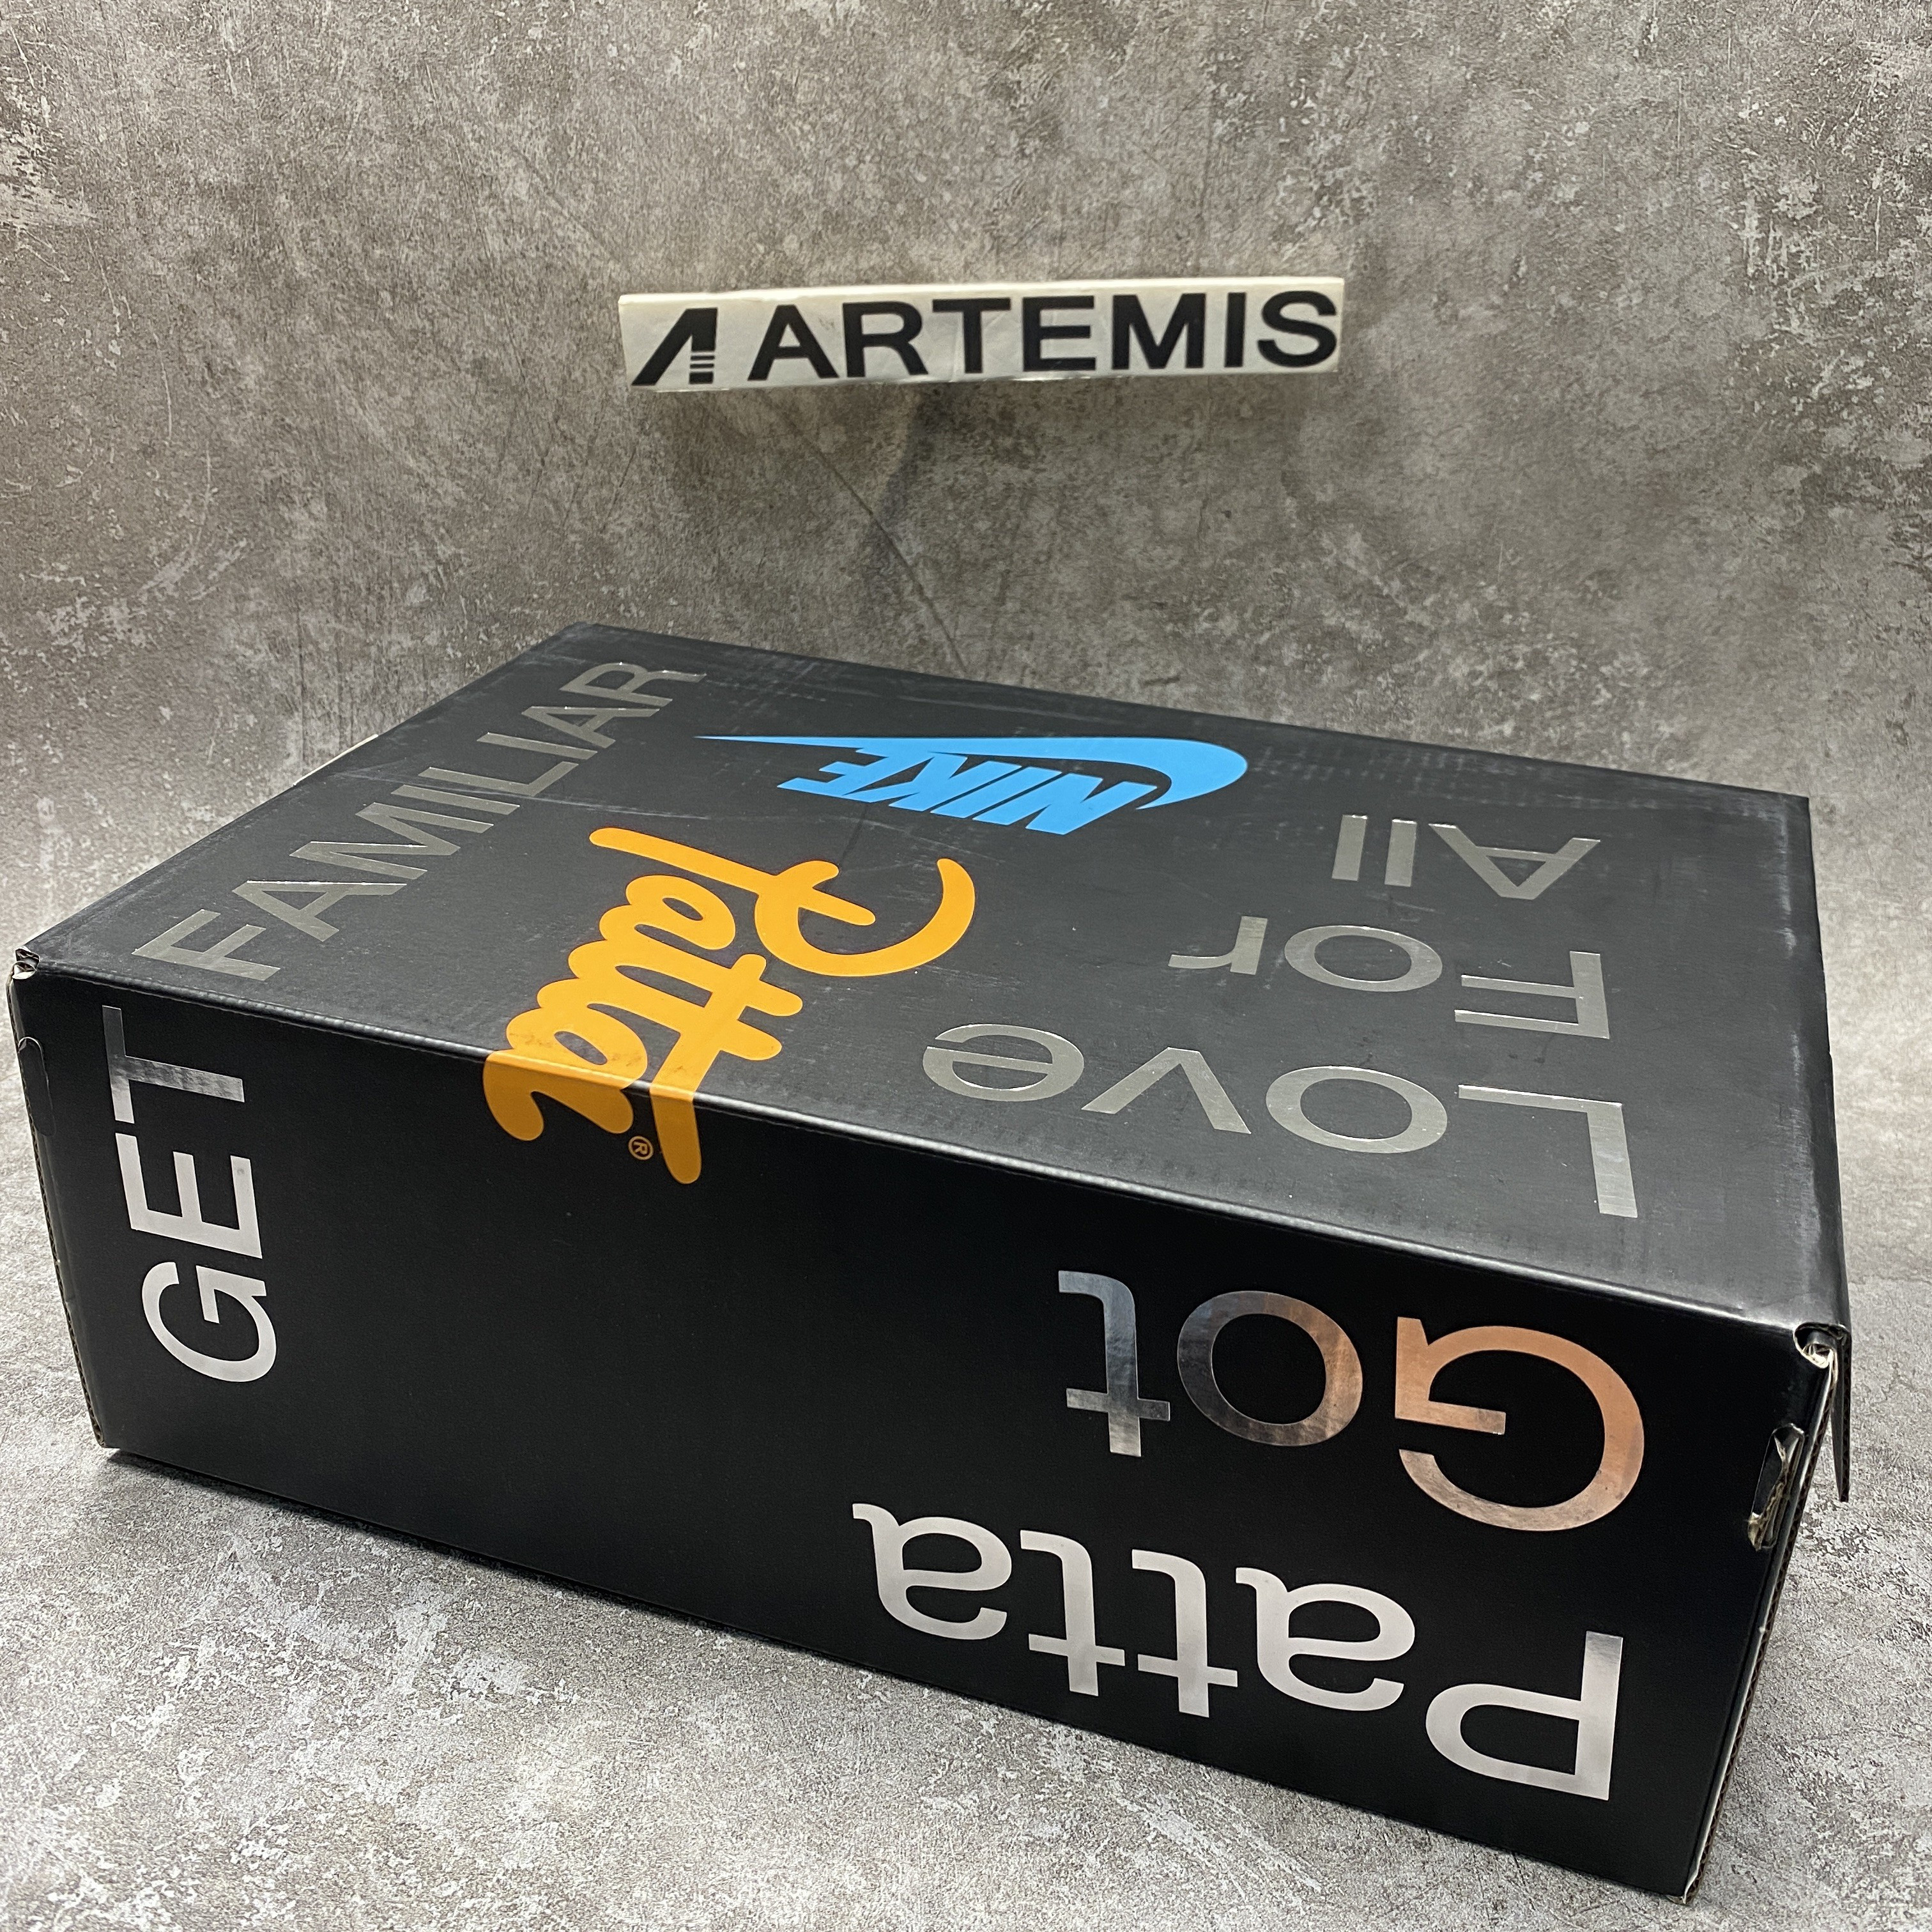 ARTEMIS
GET
FAMILIAR
NIKE
Patta®
Patta
Got
Love
For
All